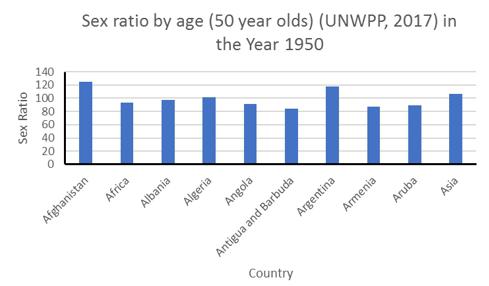 Sex ratio by age (50 year olds) (UNWPP, 2017) in
the Year 1950
140
120
100
80
60
40
20
0
Sex Ratio
Afghanistan
Africa
Albania
Algeria
Angola
Antigua and Barbuda
Argentina
Armenia
Aruba
Asia
Country